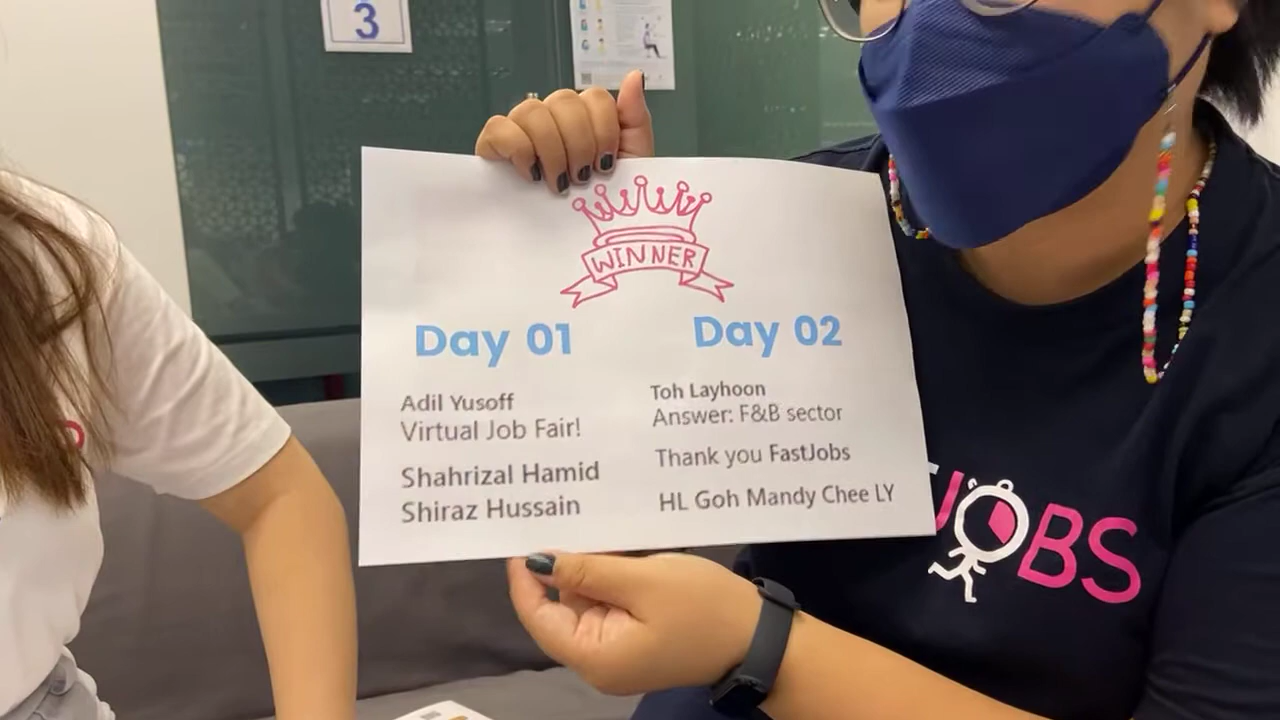 3
WINNER
Day 01
Adil Yusoff
Virtual Job Fair!
Shahrizal Hamid
Shiraz Hussain
Day 02
Toh Layhoon
Answer: F&B sector
Thank you FastJobs
HL Goh Mandy Chee LY
TJOBS